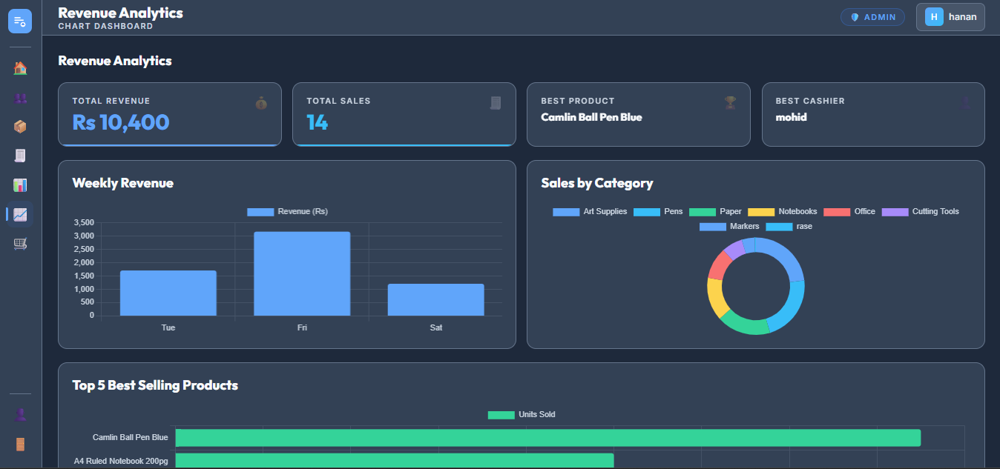 Revenue Analytics
CHART DASHBOARD
ADMIN
H hanan
Revenue Analytics
TOTAL REVENUE
Rs 10,400
TOTAL SALES
14
BEST PRODUCT
Camlin Ball Pen Blue
BEST CASHIER
mohid
Weekly Revenue
Revenue (Rs)
3,500
3,000
2,500
2,000
1,500
1,000
500
0
Tue Fri Sat
Sales by Category
Art Supplies Pens Paper Notebooks Office Cutting Tools
Markers rase
Top 5 Best Selling Products
Units Sold
Camlin Ball Pen Blue
A4 Ruled Notebook 200pg